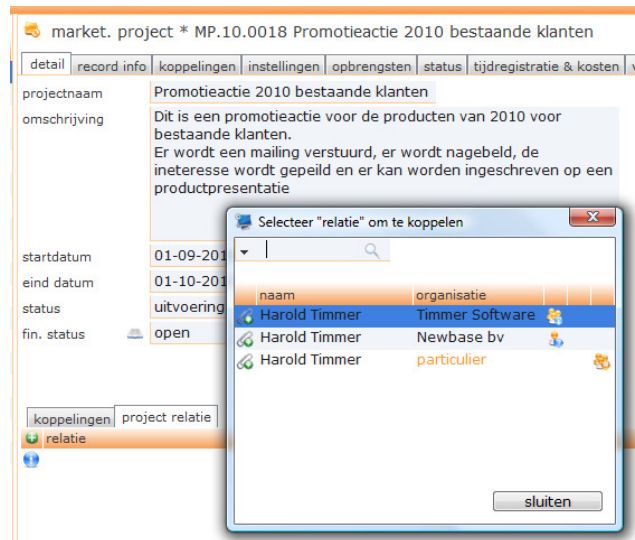 market. project * MP.10.0018 Promotieactie 2010 bestaande klanten
detail record info koppelingen instellingen opbrengsten status tijdregistratie & kosten
projectnaam Promotieactie 2010 bestaande klanten
omschrijving Dit is een promotieactie voor de producten van 2010 voor
bestaande klanten.
Er wordt een mailing verstuurd, er wordt nagebeld, de
ineteresse wordt gepeild en er kan worden ingeschreven op een
productpresentatie
Selecteer "relatie" om te koppelen
startdatum 01-09-201
eind datum 01-10-201
status uitvoering
fin. status open
naam organisatie
Harold Timmer Timmer Software
Harold Timmer Newbase bv
Harold Timmer particulier
koppelingen project relatie
relatie
sluiten